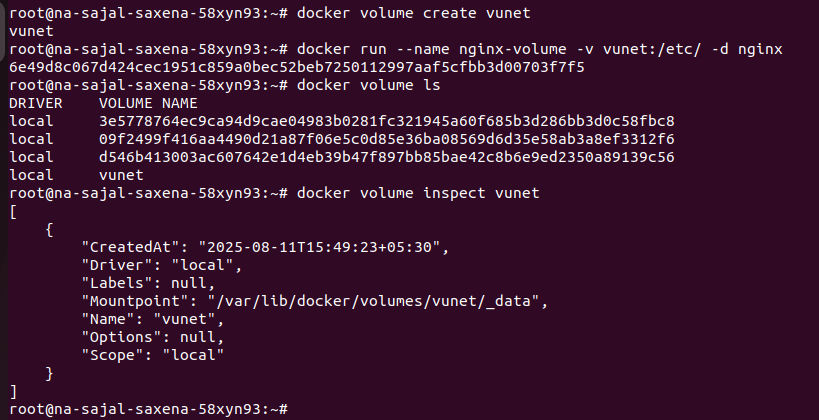 root@na-sajal-saxena-58xyn93:~# docker volume create vunet
vunet
root@na-sajal-saxena-58xyn93:~# docker run --name nginx-volume -v vunet:/etc/ -d nginx
6e49d8c067d424cec1951c859a0bec52beb7250112997aaf5cfbb3d00703f7f5
root@na-sajal-saxena-58xyn93:~# docker volume ls
DRIVER    VOLUME NAME
local     3e5778764ec9ca94d9cae04983b0281fc321945a60f685b3d286bb3d0c58fbc8
local     09f2499f416aa4490d21a87f06e5c0d85e36ba08569d6d35e58ab3a8ef3312f6
local     d546b413003ac607642e1d4eb39b47f897bb85bae42c8b6e9ed2350a89139c56
local     vunet
root@na-sajal-saxena-58xyn93:~# docker volume inspect vunet
[
    {
        "CreatedAt": "2025-08-11T15:49:23+05:30",
        "Driver": "local",
        "Labels": null,
        "Mountpoint": "/var/lib/docker/volumes/vunet/_data",
        "Name": "vunet",
        "Options": null,
        "Scope": "local"
    }
]
root@na-sajal-saxena-58xyn93:~#